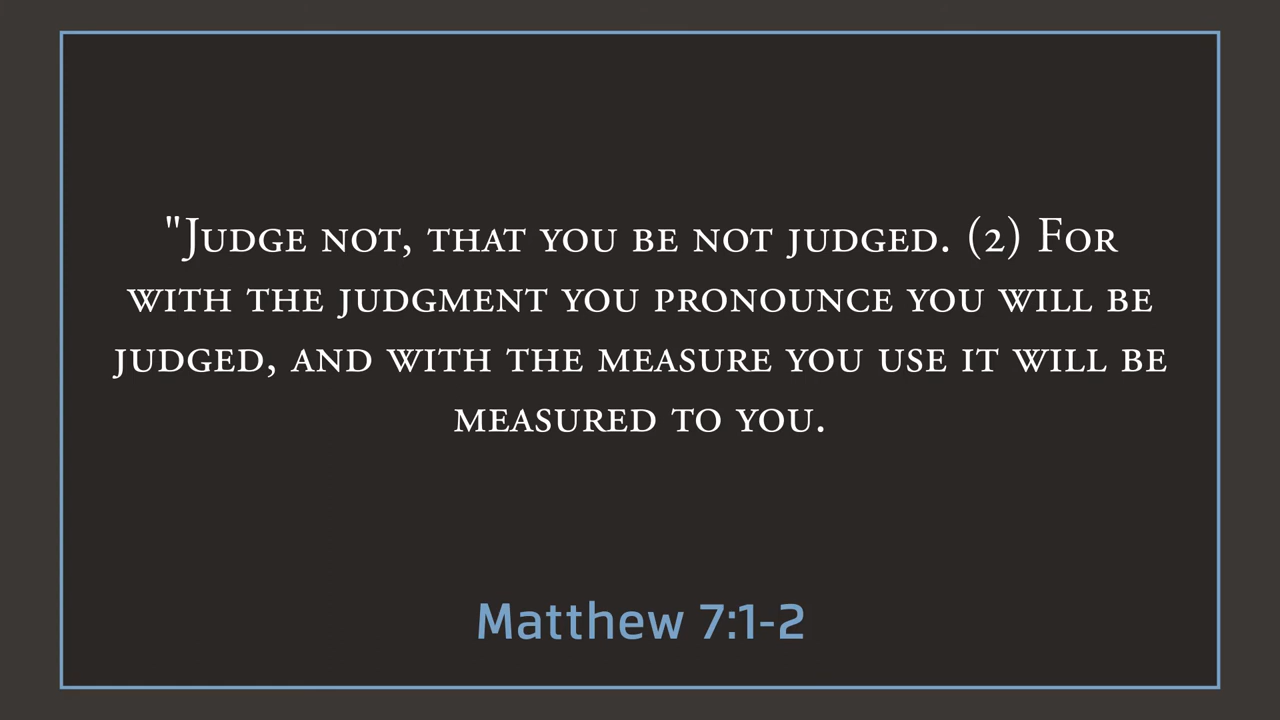 "Judge not, that you be not judged. (2) For
with the judgment you pronounce you will be
judged, and with the measure you use it will be
measured to you.
Matthew 7:1-2